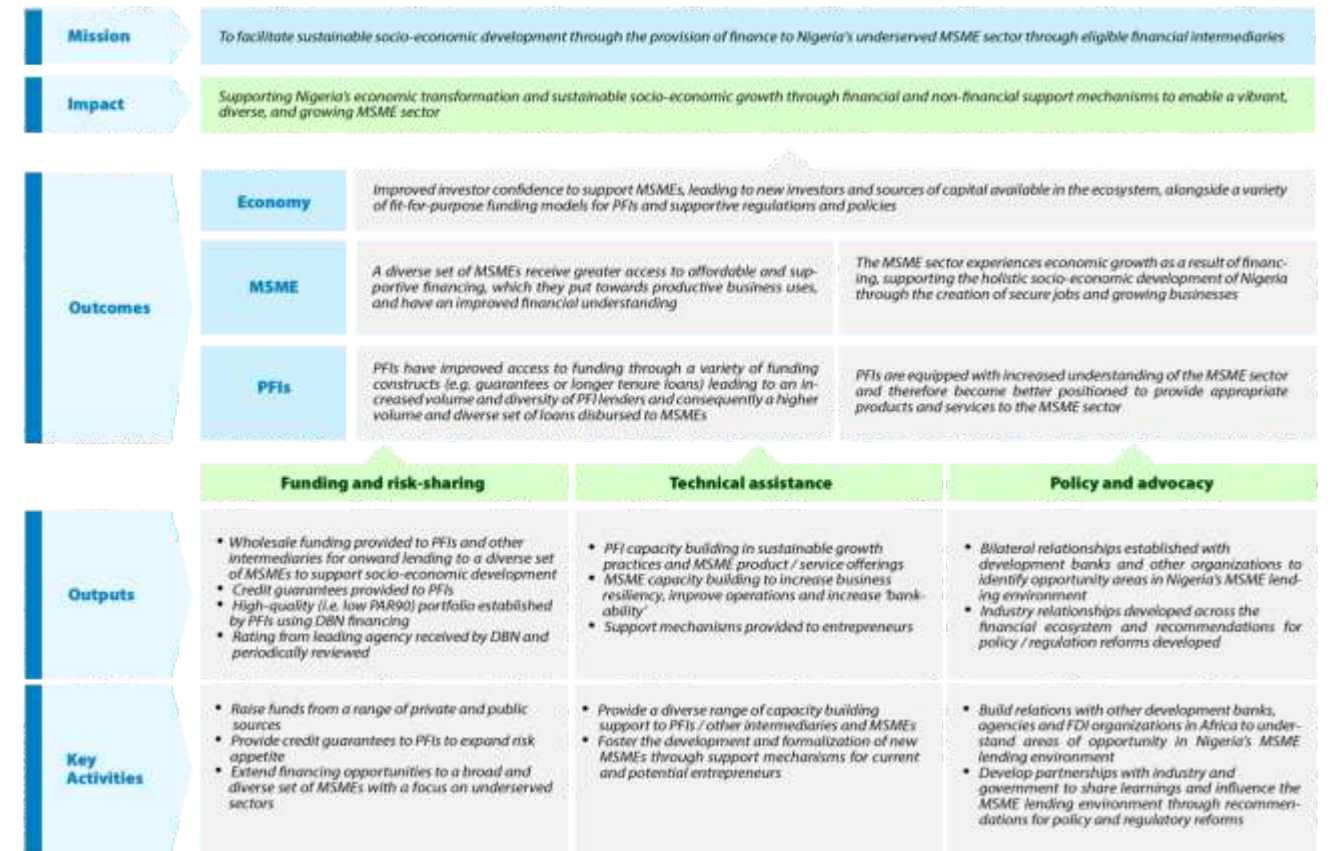 Mission
To facilitate sustainable socio-economic development through the provision of finance to Nigeria's underserved MSME sector through eligible financial intermediaries
Impact
Supporting Nigeria's economic transformation and sustainable socio-economic growth through financial and non-financial support mechanisms to enable a vibrant,
diverse, and growing MSME sector
Outcomes
Economy
Improved investor confidence to support MSMEs, leading to new investors and sources of capital available in the ecosystem, alongside a variety
of fit-for-purpose funding models for PFIs and supportive regulations and policies
MSME
A diverse set of MSMEs receive greater access to affordable and sup-
portive financing, which they put towards productive business uses,
and have an improved financial understanding
The MSME sector experiences economic growth as a result of financ-
ing, supporting the holistic socio-economic development of Nigeria
through the creation of secure jobs and growing businesses
PFIs
PFIs have improved access to funding through a variety of funding
constructs (e.g. guarantees or longer tenure loans) leading to an in-
creased volume and diversity of PFI lenders and consequently a higher
volume and diverse set of loans disbursed to MSMEs
PFIs are equipped with increased understanding of the MSME sector
and therefore become better positioned to provide appropriate
products and services to the MSME sector
Funding and risk-sharing
Technical assistance
Policy and advocacy
Outputs
• Wholesale funding provided to PFIs and other
intermediaries for onward lending to a diverse set
of MSMEs to support socio-economic development
• Credit guarantees provided to PFIs
• High-quality (i.e. low PAR90) portfolio established
by PFIs using DBN financing
• Rating from leading agency received by DBN and
periodically reviewed
• PFI capacity building in sustainable growth
practices and MSME product / service offerings
• MSME capacity building to increase business
resiliency, improve operations and increase 'bank-
ability'
• Support mechanisms provided to entrepreneurs
• Bilateral relationships established with
development banks and other organizations to
identify opportunity areas in Nigeria's MSME lend-
ing environment
• Industry relationships developed across the
financial ecosystem and recommendations for
policy / regulation reforms developed
Key
Activities
• Raise funds from a range of private and public
sources
• Provide credit guarantees to PFIs to expand risk
appetite
• Extend financing opportunities to a broad and
diverse set of MSMEs with a focus on underserved
sectors
• Provide a diverse range of capacity building
support to PFIs / other intermediaries and MSMEs
• Foster the development and formalization of new
MSMEs through support mechanisms for current
and potential entrepreneurs
• Build relations with other development banks,
agencies and FDI organizations in Africa to under-
stand areas of opportunity in Nigeria's MSME
lending environment
• Develop partnerships with industry and
government to share learnings and influence the
MSME lending environment through recommen-
dations for policy and regulatory reforms